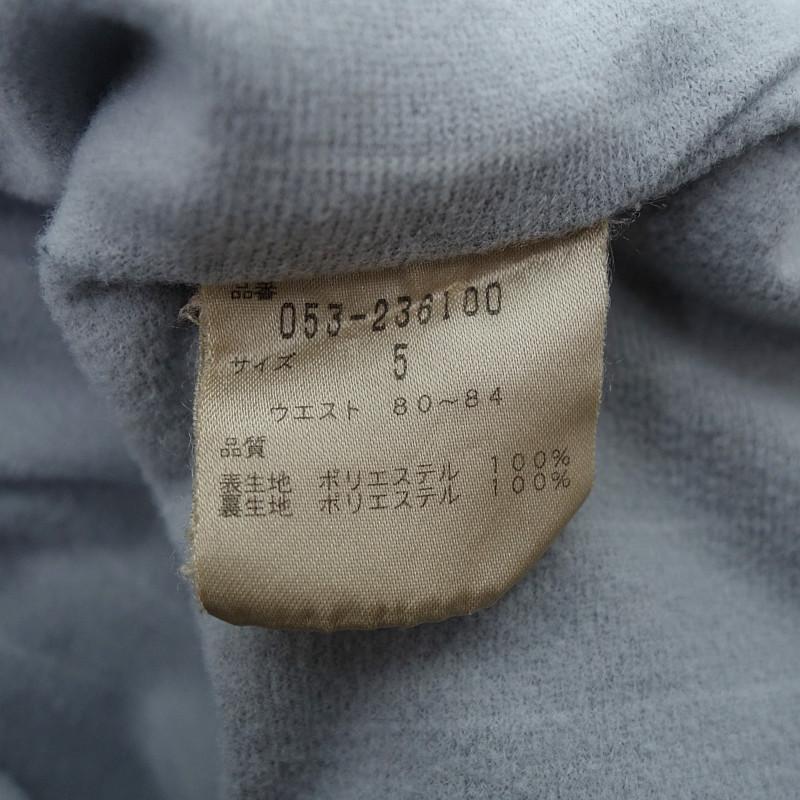 品番
053-236100
サイズ 5
ウエスト 80~84
品質
表生地 ポリエステル 100%
裏生地 ポリエステル 100%